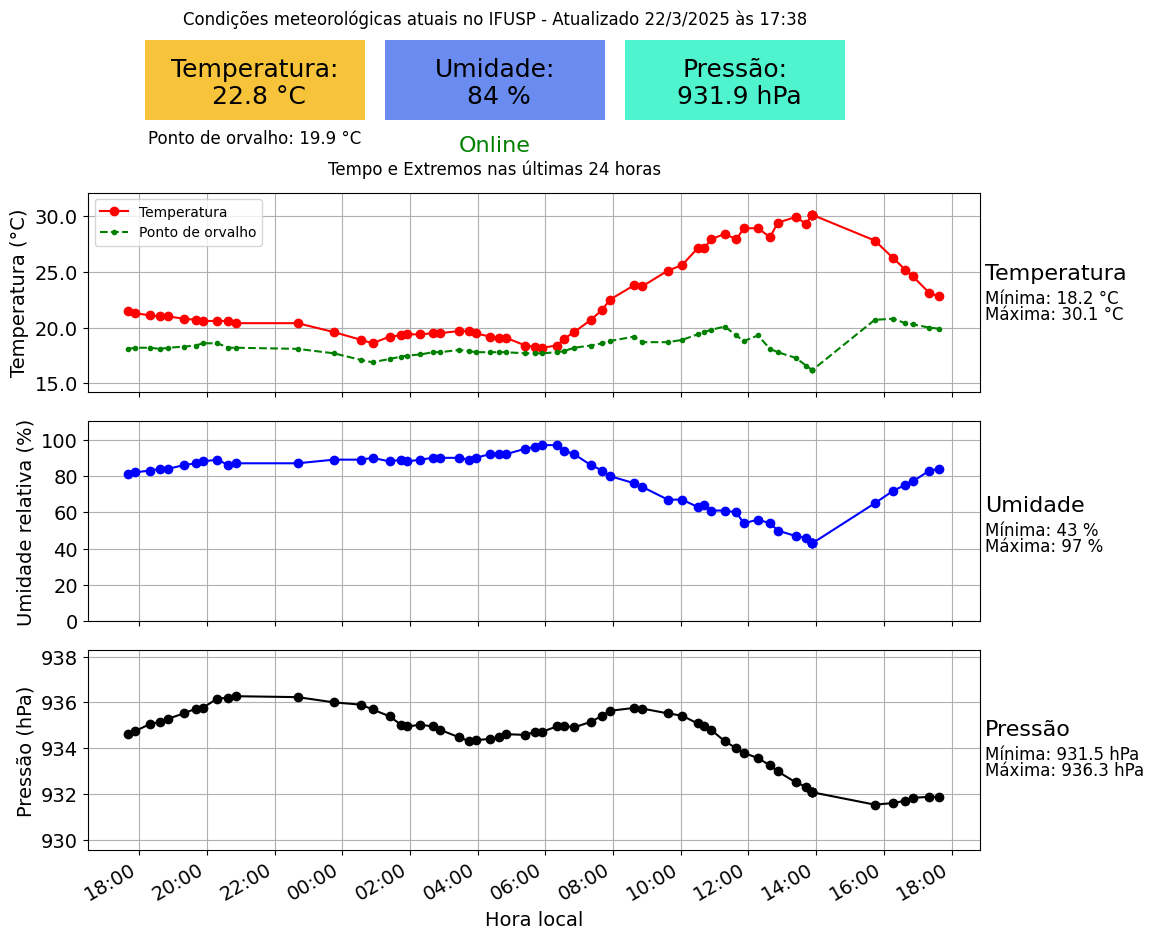 Condições meteorológicas atuais no IFUSP - Atualizado 22/3/2025 às 17:38
Temperatura:
22.8 °C
Umidade:
84 %
Pressão:
931.9 hPa
Ponto de orvalho: 19.9 °C
Online
Tempo e Extremos nas últimas 24 horas
Temperatura (°C)
30.0
25.0
20.0
15.0
Temperatura
Ponto de orvalho
Temperatura
Mínima: 18.2 °C
Máxima: 30.1 °C
Umidade relativa (%)
100
80
60
40
20
0
Umidade
Mínima: 43 %
Máxima: 97 %
Pressão (hPa)
938
936
934
932
930
Pressão
Mínima: 931.5 hPa
Máxima: 936.3 hPa
18:00 20:00 22:00 00:00 02:00 04:00 06:00 08:00 10:00 12:00 14:00 16:00 18:00
Hora local